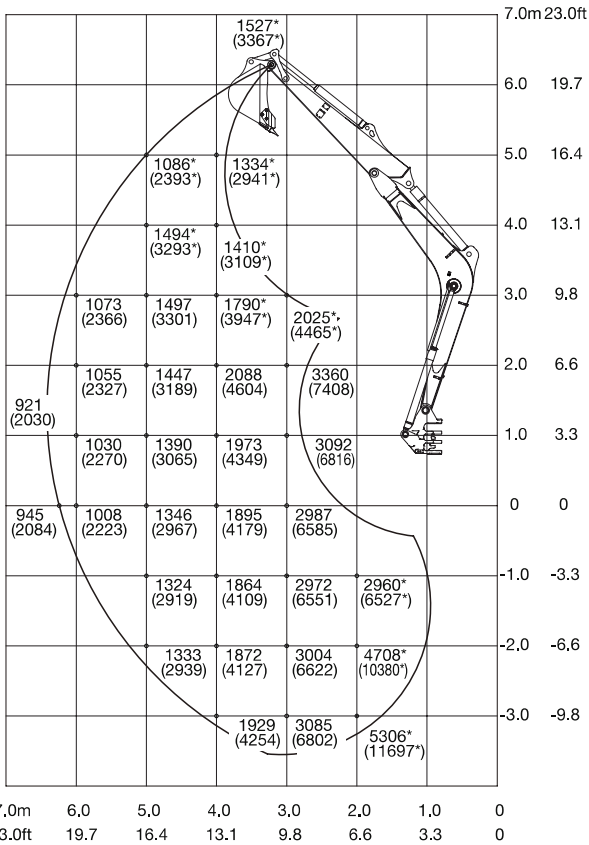 7.0m 23.0ft
1527*
(3367*)
6.0 19.7
5.0 16.4
1086* 1334*
(2393*) (2941*)
4.0 13.1
1494* 1410*
(3293*) (3109*)
3.0 9.8
1073 1497 1790* 2025*
(2366) (3301) (3947*) (4465*)
2.0 6.6
1055 1447 2088 3360
(2327) (3189) (4604) (7408)
921
(2030)
1.0 3.3
1030 1390 1973 3092
(2270) (3065) (4349) (6816)
0 0
945 1008 1346 1895 2987
(2084) (2223) (2967) (4179) (6585)
-1.0 -3.3
1324 1864 2972 2960*
(2919) (4109) (6551) (6527*)
-2.0 -6.6
1333 1872 3004 4708*
(2939) (4127) (6622) (10380*)
-3.0 -9.8
1929 3085 5306*
(4254) (6802) (11697*)
.0m 6.0 5.0 4.0 3.0 2.0 1.0 0
3.0ft 19.7 16.4 13.1 9.8 6.6 3.3 0